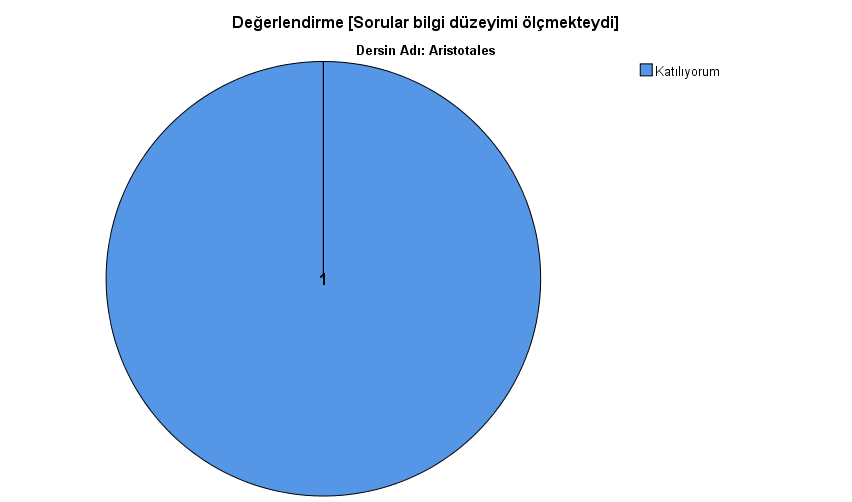 Değerlendirme [Sorular bilgi düzeyimi ölçmekteydi]
Dersin Adı: Aristotales
Katılıyorum
1